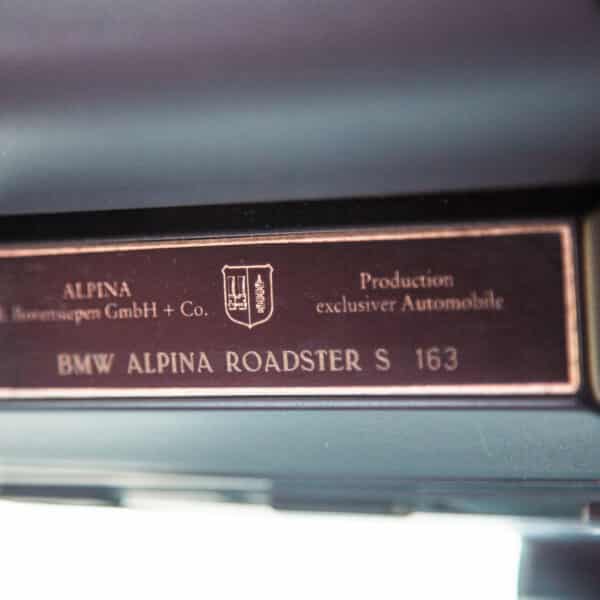 ALPINA
Bovensiepen GmbH + Co.
Production
exclusiver Automobile
BMW ALPINA ROADSTER S 163